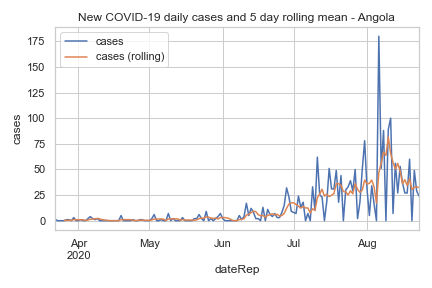 New COVID-19 daily cases and 5 day rolling mean - Angola
cases
cases (rolling)
175
150
125
100
75
50
25
0
cases
Apr
2020
May
Jun
Jul
Aug
dateRep